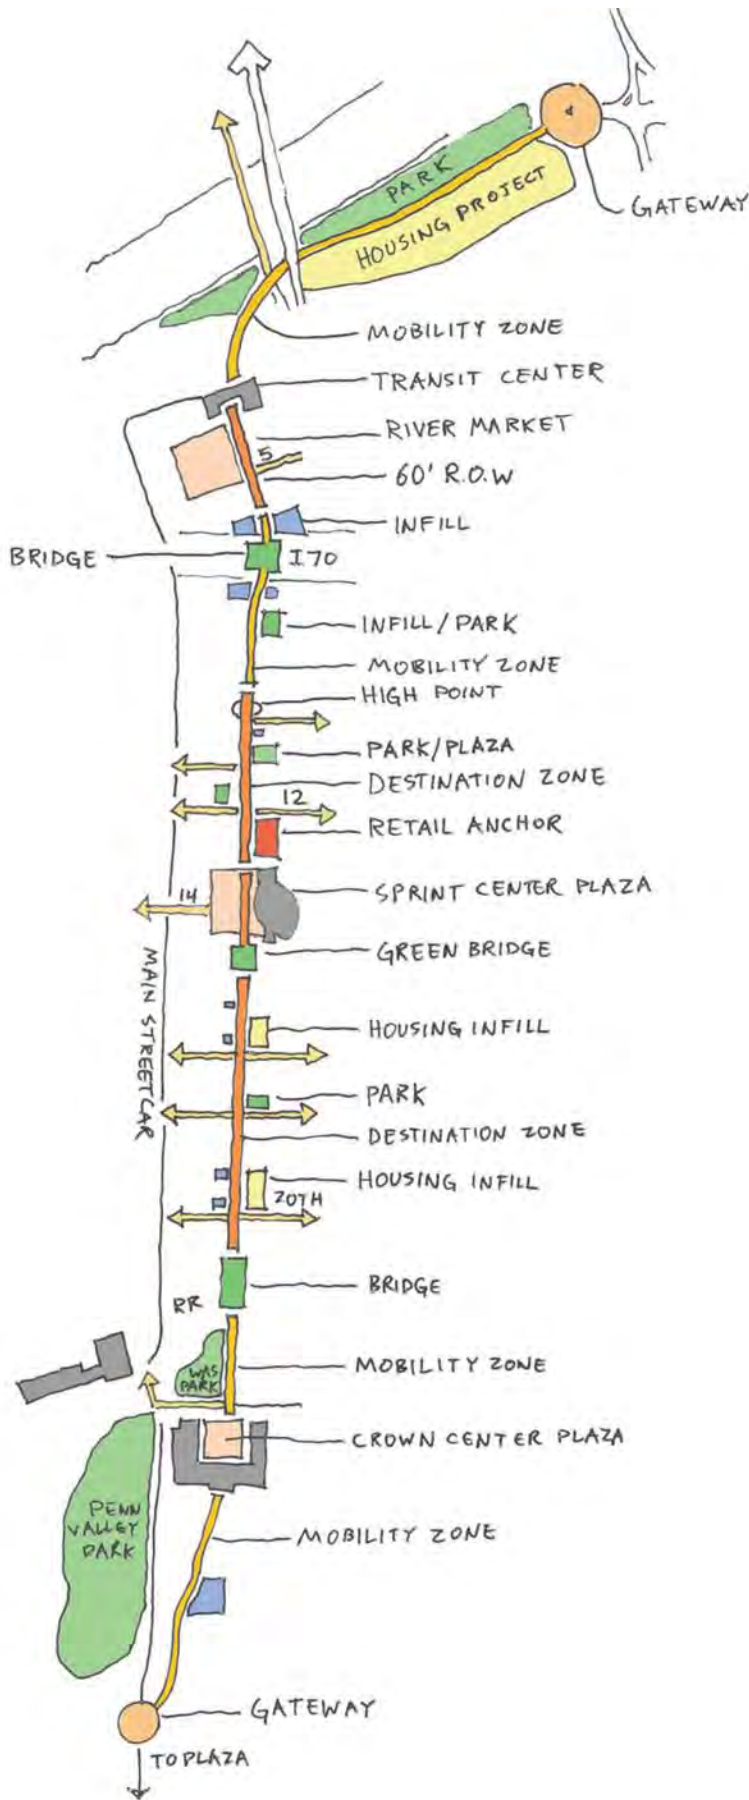 PARK
HOUSING PROJECT
GATEWAY
MOBILITY ZONE
TRANSIT CENTER
RIVER MARKET
5
60' R.O.W
INFILL
BRIDGE
I70
INFILL/PARK
MOBILITY ZONE
HIGH POINT
PARK/PLAZA
DESTINATION ZONE
12
RETAIL ANCHOR
SPRINT CENTER PLAZA
14
GREEN BRIDGE
MAIN STREETCAR
HOUSING INFILL
PARK
DESTINATION ZONE
HOUSING INFILL
20TH
BRIDGE
RR
MOBILITY ZONE
WAS
PARK
CROWN CENTER PLAZA
PENN
VALLEY
PARK
MOBILITY ZONE
GATEWAY
TO PLAZA